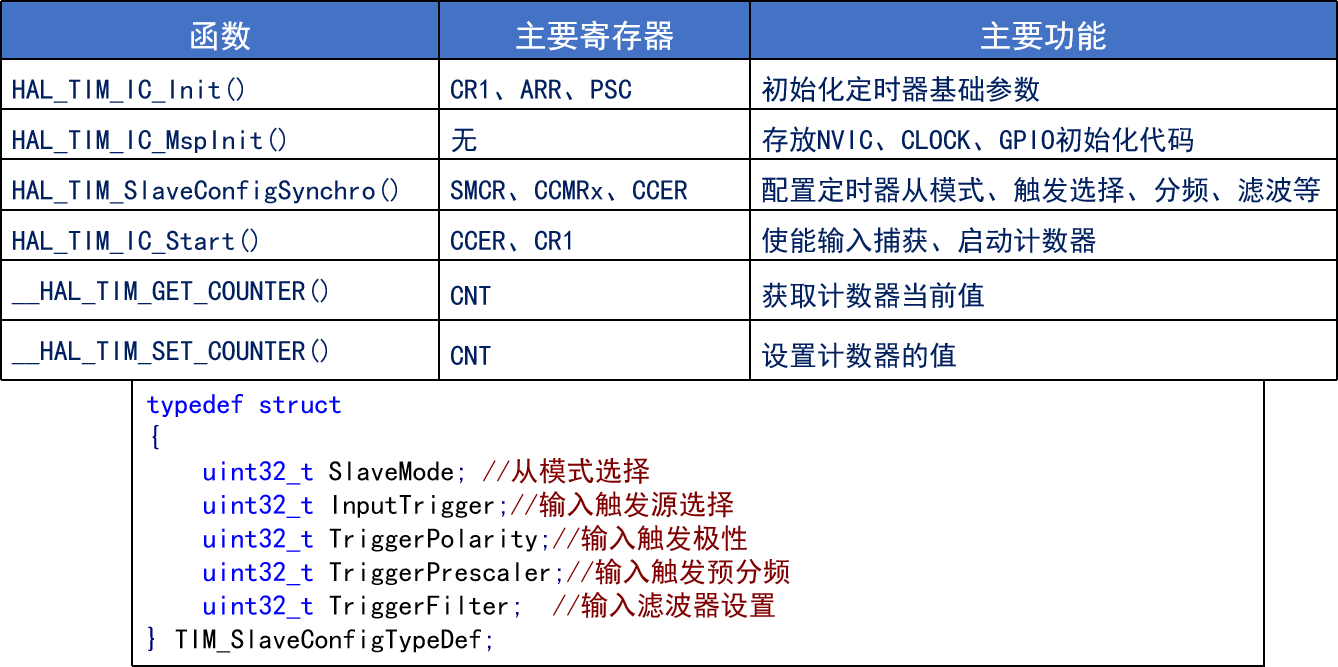 函数 主要寄存器 主要功能
HAL_TIM_IC_Init() CR1、ARR、PSC 初始化定时器基础参数
HAL_TIM_IC_MspInit() 无 存放NVIC、CLOCK、GPIO初始化代码
HAL_TIM_SlaveConfigSynchro() SMCR、CCMRx、CCER 配置定时器从模式、触发选择、分频、滤波等
HAL_TIM_IC_Start() CCER、CR1 使能输入捕获、启动计数器
__HAL_TIM_GET_COUNTER() CNT 获取计数器当前值
__HAL_TIM_SET_COUNTER() CNT 设置计数器的值
typedef struct
{
    uint32_t SlaveMode; //从模式选择
    uint32_t InputTrigger;//输入触发源选择
    uint32_t TriggerPolarity;//输入触发极性
    uint32_t TriggerPrescaler;//输入触发预分频
    uint32_t TriggerFilter;  //输入滤波器设置
} TIM_SlaveConfigTypeDef;